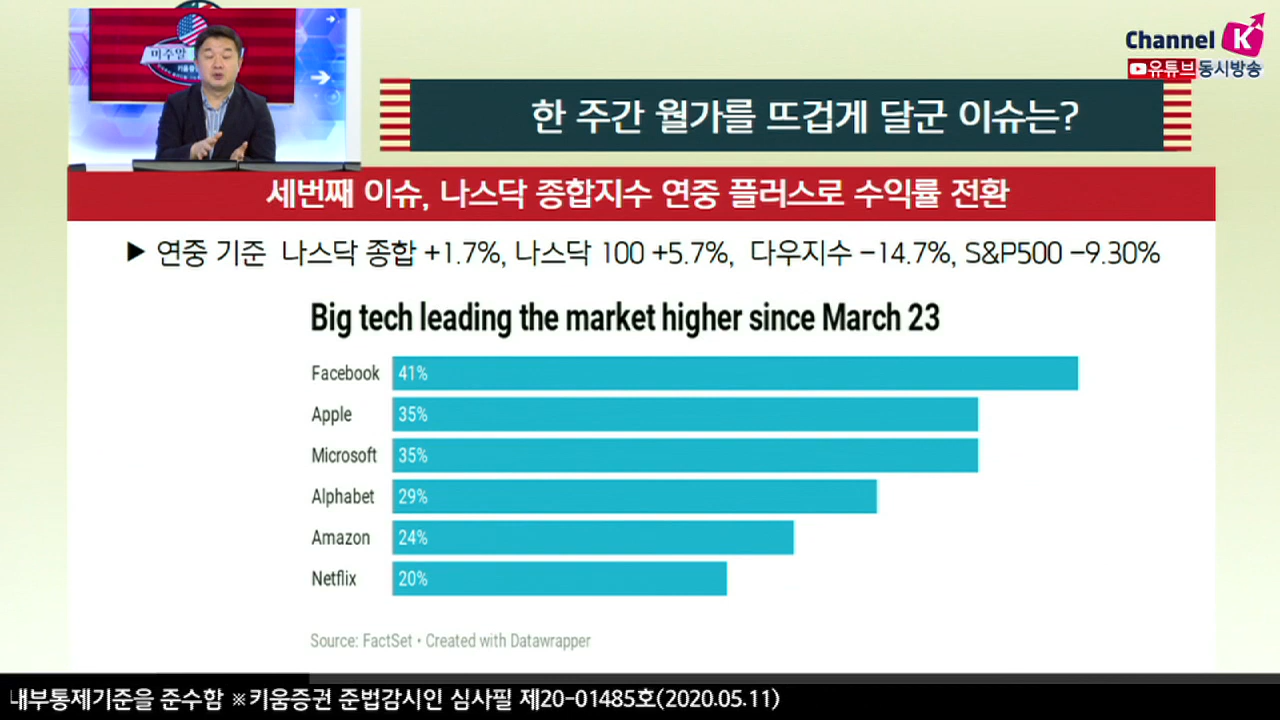 미주알
Channel K
유튜브동시방송
한 주간 월가를 뜨겁게 달군 이슈는?
세번째 이슈, 나스닥 종합지수 연중 플러스로 수익률 전환
▶ 연중 기준 나스닥 종합 +1.7%, 나스닥 100 +5.7%, 다우지수 -14.7%, S&P500 -9.30%
Big tech leading the market higher since March 23
Facebook 41%
Apple 35%
Microsoft 35%
Alphabet 29%
Amazon 24%
Netflix 20%
Source: FactSet • Created with Datawrapper
내부통제기준을 준수함 ※키움증권 준법감시인 심사필 제20-01485호(2020.05.11)